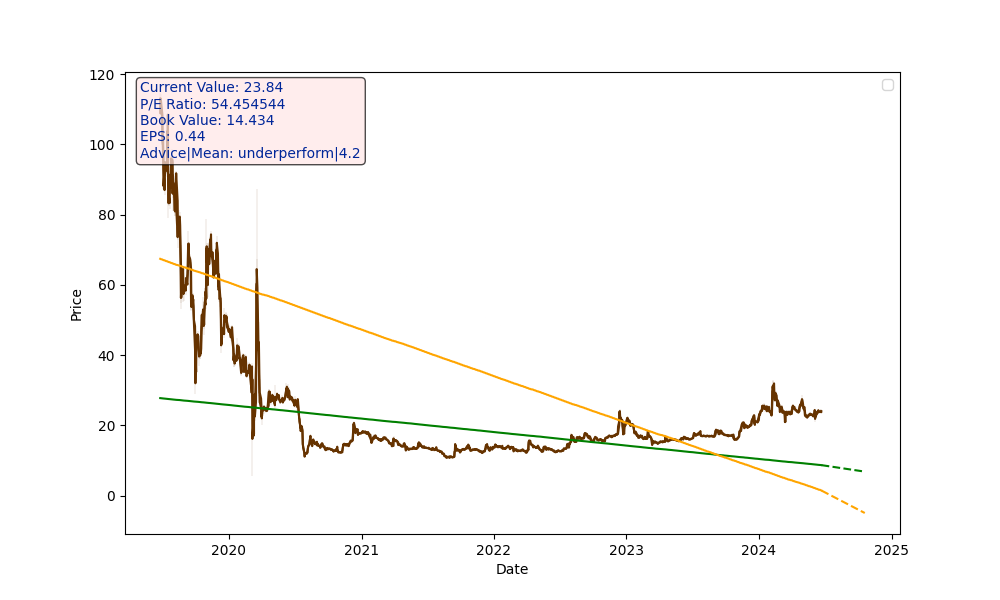 120
100
80
60
40
20
0
Price
Current Value: 23.84
P/E Ratio: 54.454544
Book Value: 14.434
EPS: 0.44
Advice|Mean: underperform|4.2
2020
2021
2022
2023
2024
2025
Date